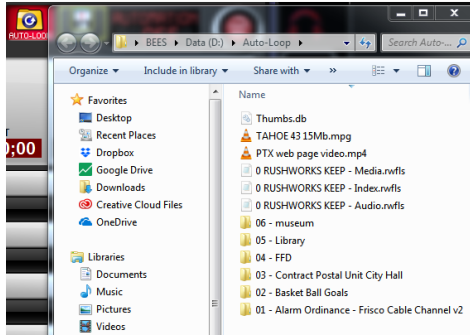 AUTO-LOOP
BEES Data (D:) Auto-Loop
Search Auto-...
Organize Include in library Share with »
Favorites
Desktop
Recent Places
Dropbox
Google Drive
Downloads
Creative Cloud Files
OneDrive
Libraries
Documents
Music
Pictures
Videos
Name
Thumbs.db
TAHOE 43 15Mb.mpg
PTX web page video.mp4
0 RUSHWORKS KEEP - Media.rwfls
0 RUSHWORKS KEEP - Index.rwfls
0 RUSHWORKS KEEP - Audio.rwfls
06 - museum
05 - Library
04 - FFD
03 - Contract Postal Unit City Hall
02 - Basket Ball Goals
01 - Alarm Ordinance - Frisco Cable Channel v2